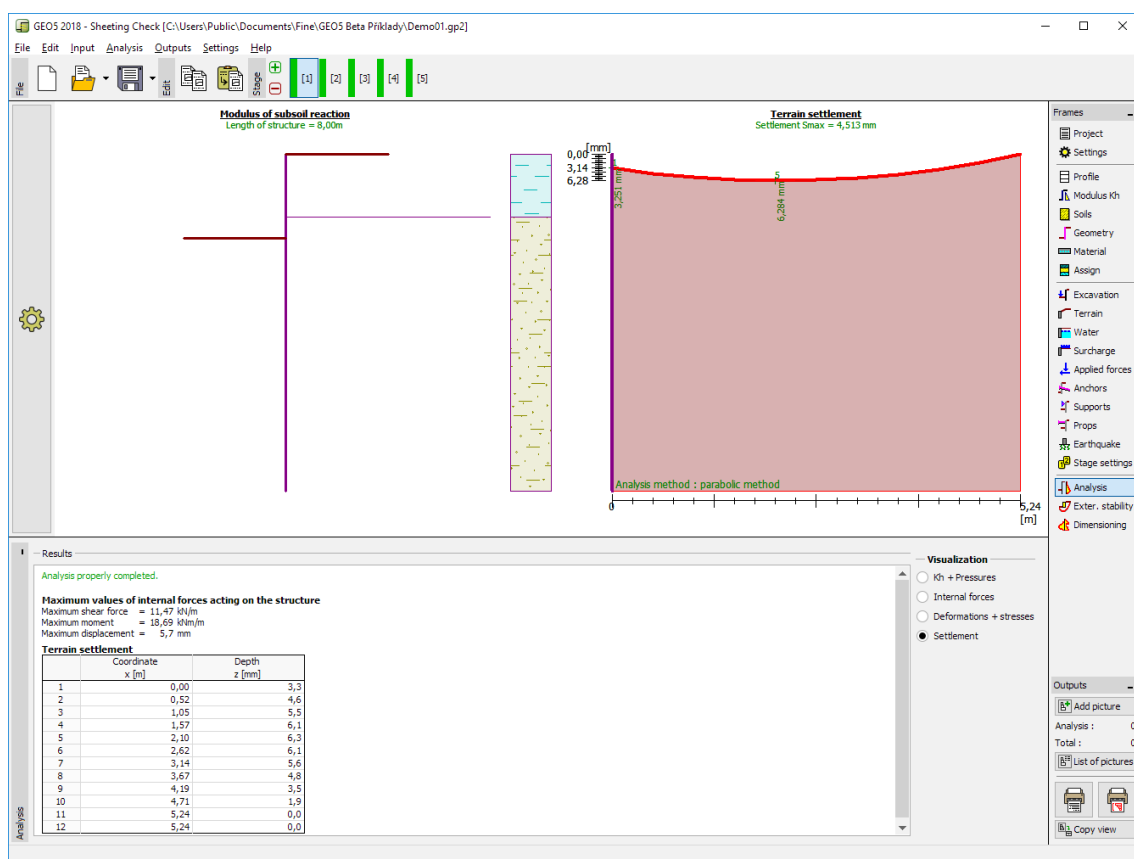 GEO5 2018 - Sheeting Check [C:\Users\Public\Documents\Fine\GEO5 Beta Příklady\Demo01.gp2]
File Edit Input Analysis Outputs Settings Help
File
Edit
Stage
[1] [2] [3] [4] [5]
Modulus of subsoil reaction
Length of structure = 8,00m
Terrain settlement
Settlement Smax = 4,513 mm
[mm]
0,00
3,14
6,28
3,251 mm
5
6,284 mm
Analysis method : parabolic method
0
5,24
[m]
Frames
Project
Settings
Profile
Modulus Kh
Soils
Geometry
Material
Assign
Excavation
Terrain
Water
Surcharge
Applied forces
Anchors
Supports
Props
Earthquake
Stage settings
Analysis
Exter. stability
Dimensioning
Results
Analysis properly completed.
Maximum values of internal forces acting on the structure
Maximum shear force = 11,47 kN/m
Maximum moment = 18,69 kNm/m
Maximum displacement = 5,7 mm
Terrain settlement
Coordinate Depth
x [m] z [mm]
1 0,00 3,3
2 0,52 4,6
3 1,05 5,5
4 1,57 6,1
5 2,10 6,3
6 2,62 6,1
7 3,14 5,6
8 3,67 4,8
9 4,19 3,5
10 4,71 1,9
11 5,24 0,0
12 5,24 0,0
Visualization
Kh + Pressures
Internal forces
Deformations + stresses
Settlement
Analysis
Outputs
Add picture
Analysis : 0
Total : 0
List of pictures
Copy view